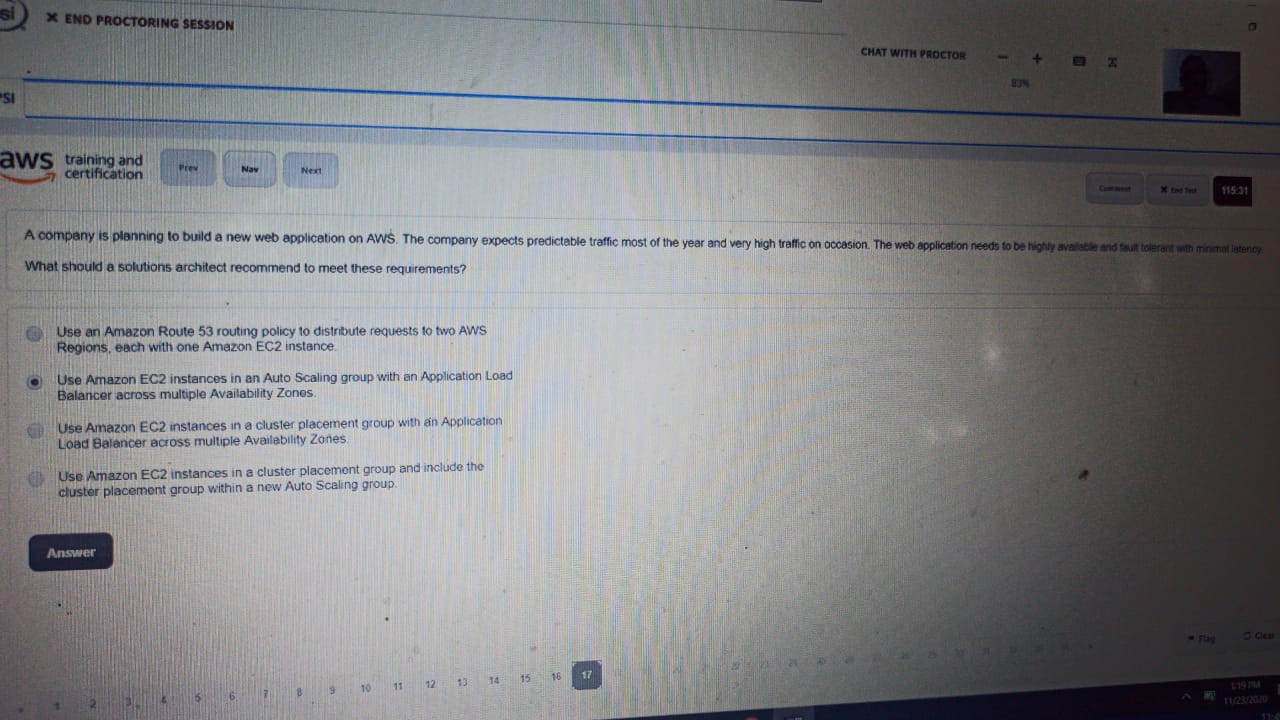 si
✕ END PROCTORING SESSION
CHAT WITH PROCTOR
83%
SI
aws training and certification
Prev
Nav
Next
Comment
✕ End Test
115:31
A company is planning to build a new web application on AWS. The company expects predictable traffic most of the year and very high traffic on occasion. The web application needs to be highly available and fault tolerant with minimal latency.
What should a solutions architect recommend to meet these requirements?
Use an Amazon Route 53 routing policy to distribute requests to two AWS
Regions, each with one Amazon EC2 instance.
Use Amazon EC2 instances in an Auto Scaling group with an Application Load
Balancer across multiple Availability Zones.
Use Amazon EC2 instances in a cluster placement group with an Application
Load Balancer across multiple Availability Zones.
Use Amazon EC2 instances in a cluster placement group and include the
cluster placement group within a new Auto Scaling group.
Answer
Flag
Clear
1 2 3 4 5 6 7 8 9 10 11 12 13 14 15 16 17
1:19 PM
11/23/2020